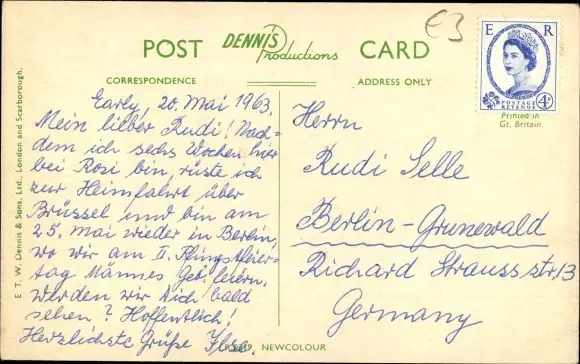 POST DENNIS Productions CARD
£3
E R
POSTAGE REVENUE
4D
Printed in
Gt. Britain
CORRESPONDENCE
ADDRESS ONLY
E. T. W. Dennis & Sons, Ltd., London and Scarborough.
Early, 20. Mai 1963.
Mein lieber Rudi! Nach=
dem ich sechs Wochen hier
bei Rosi bin, rüste ich
zur Heimfahrt über
Brüssel und bin am
25. Mai wieder in Berlin,
wo wir am II. Pfingstfeier-
tag Mannes Geb. feiern.
Werden wir Dich bald
sehen? Hoffentlich!
Herzlichste Grüße Ilse.
Herrn
Rudi Selle
Berlin-Grunewald
Richard Strauss str. 13
Germany
NEWCOLOUR